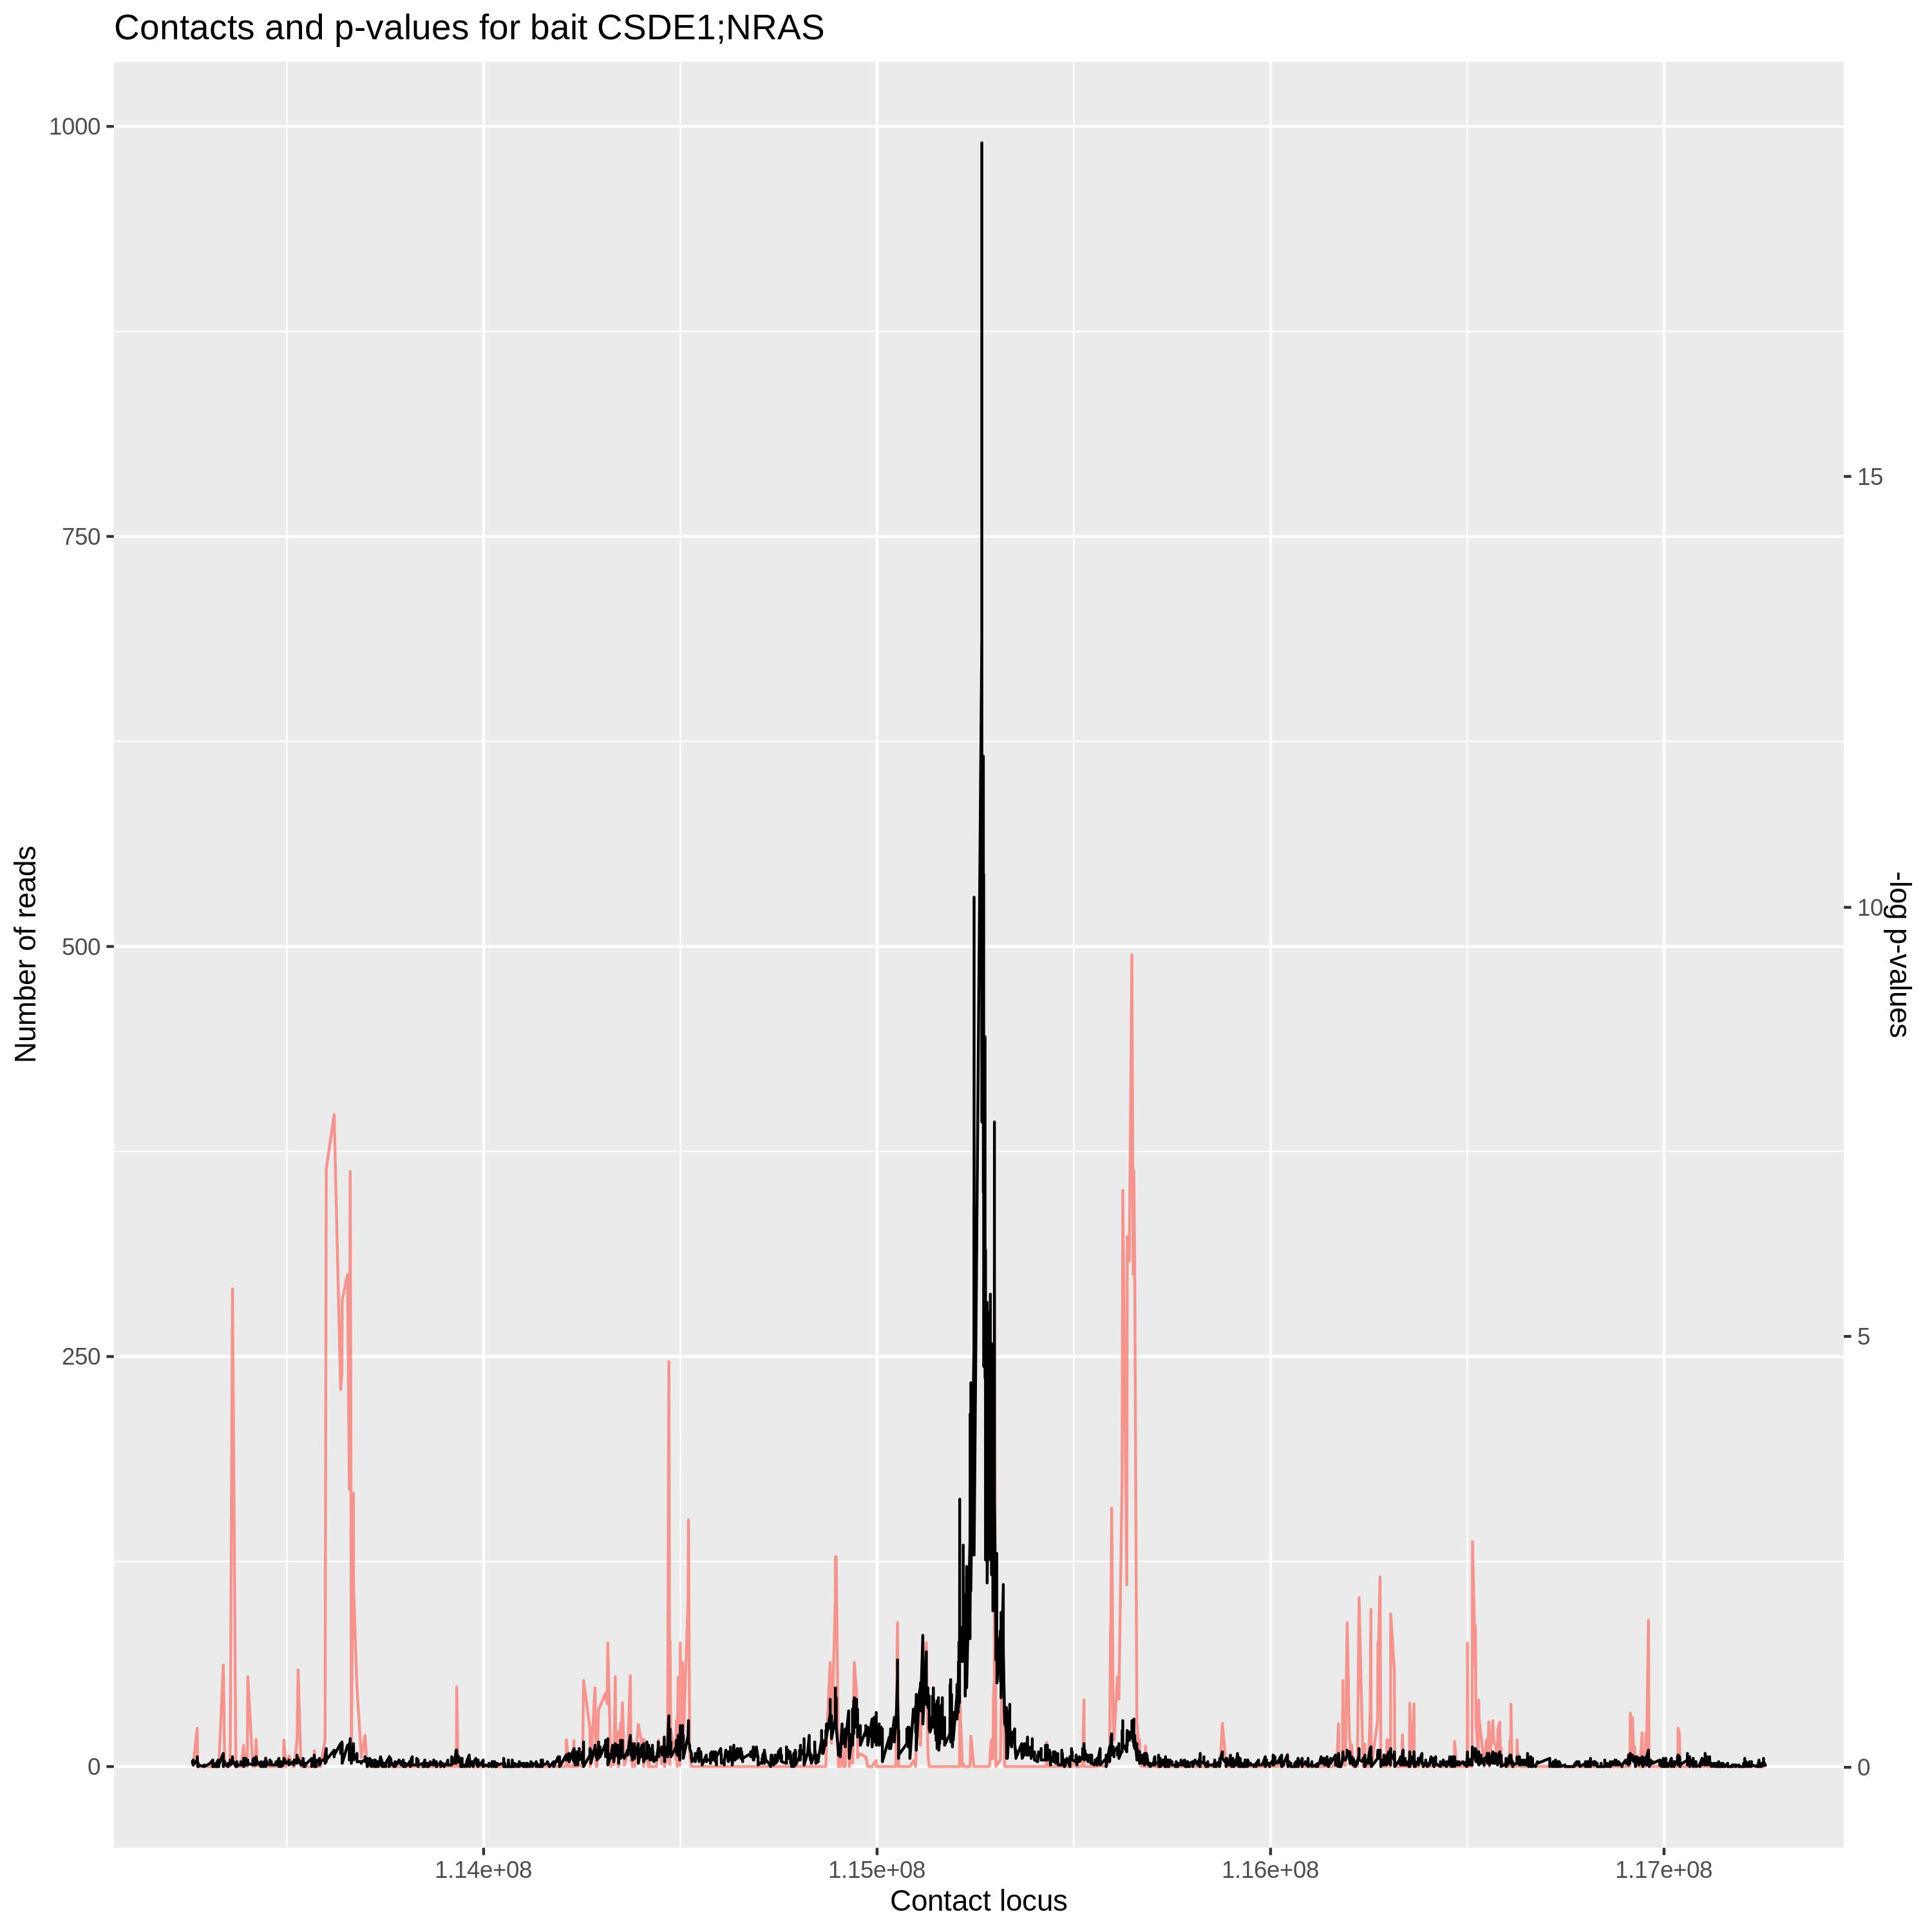 Contacts and p-values for bait CSDE1;NRAS
1000
750
500
250
0
Number of reads
15
10
5
0
-log p-values
1.14e+08
1.15e+08
1.16e+08
1.17e+08
Contact locus